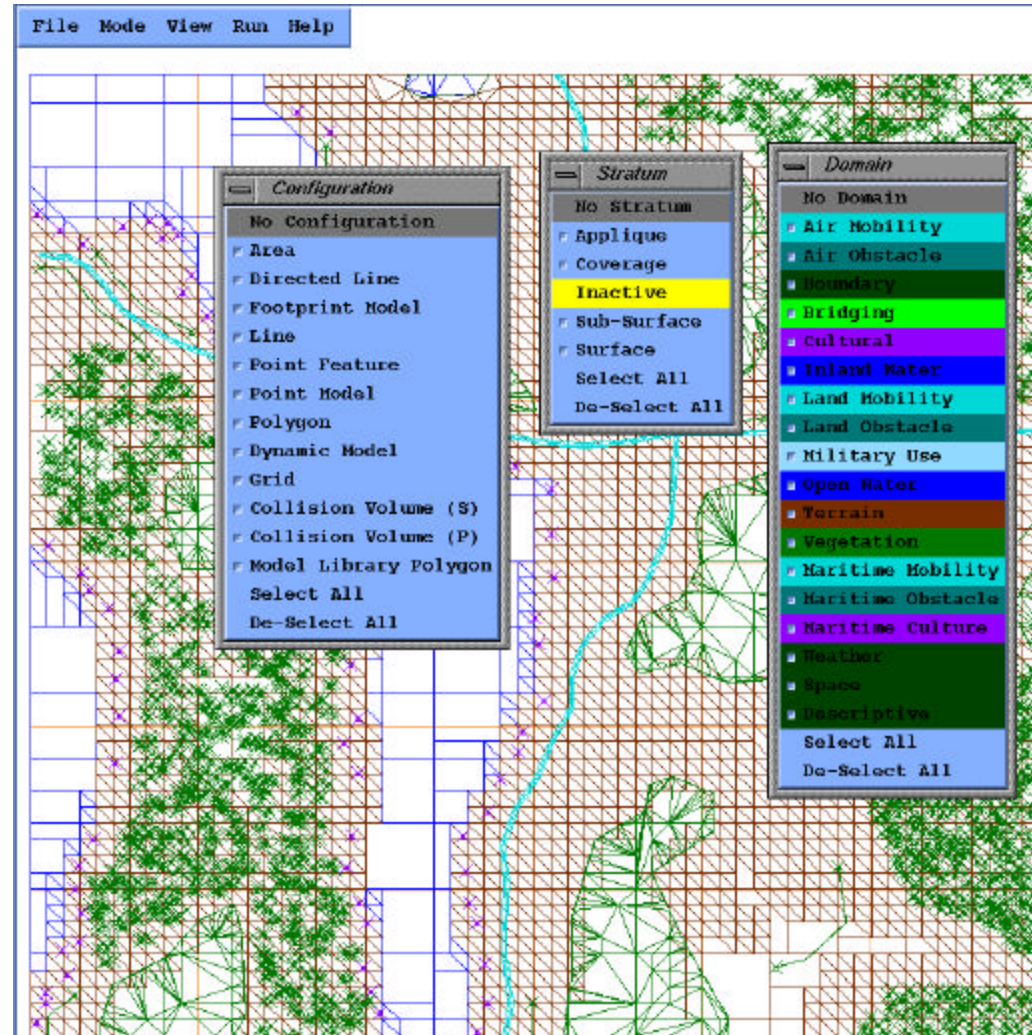 File Mode View Run Help
Configuration
No Configuration
Area
Directed Line
Footprint Model
Line
Point Feature
Point Model
Polygon
Dynamic Model
Grid
Collision Volume (S)
Collision Volume (P)
Model Library Polygon
Select All
De-Select All
Stratum
No Stratum
Applique
Coverage
Inactive
Sub-Surface
Surface
Select All
De-Select All
Domain
No Domain
Air Mobility
Air Obstacle
Boundary
Bridging
Cultural
Inland Water
Land Mobility
Land Obstacle
Military Use
Open Water
Terrain
Vegetation
Maritime Mobility
Maritime Obstacle
Maritime Culture
Weather
Space
Descriptive
Select All
De-Select All